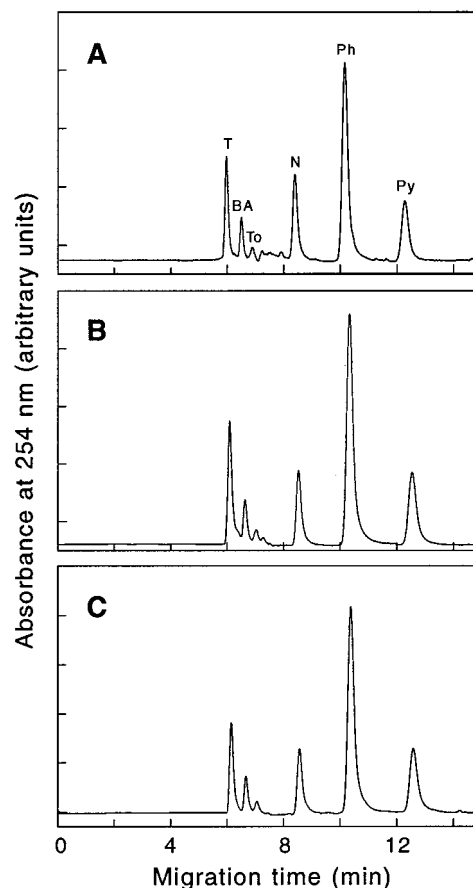 A
T
BA
To
N
Ph
Py
B
C
Absorbance at 254 nm (arbitrary units)
0 4 8 12
Migration time (min)